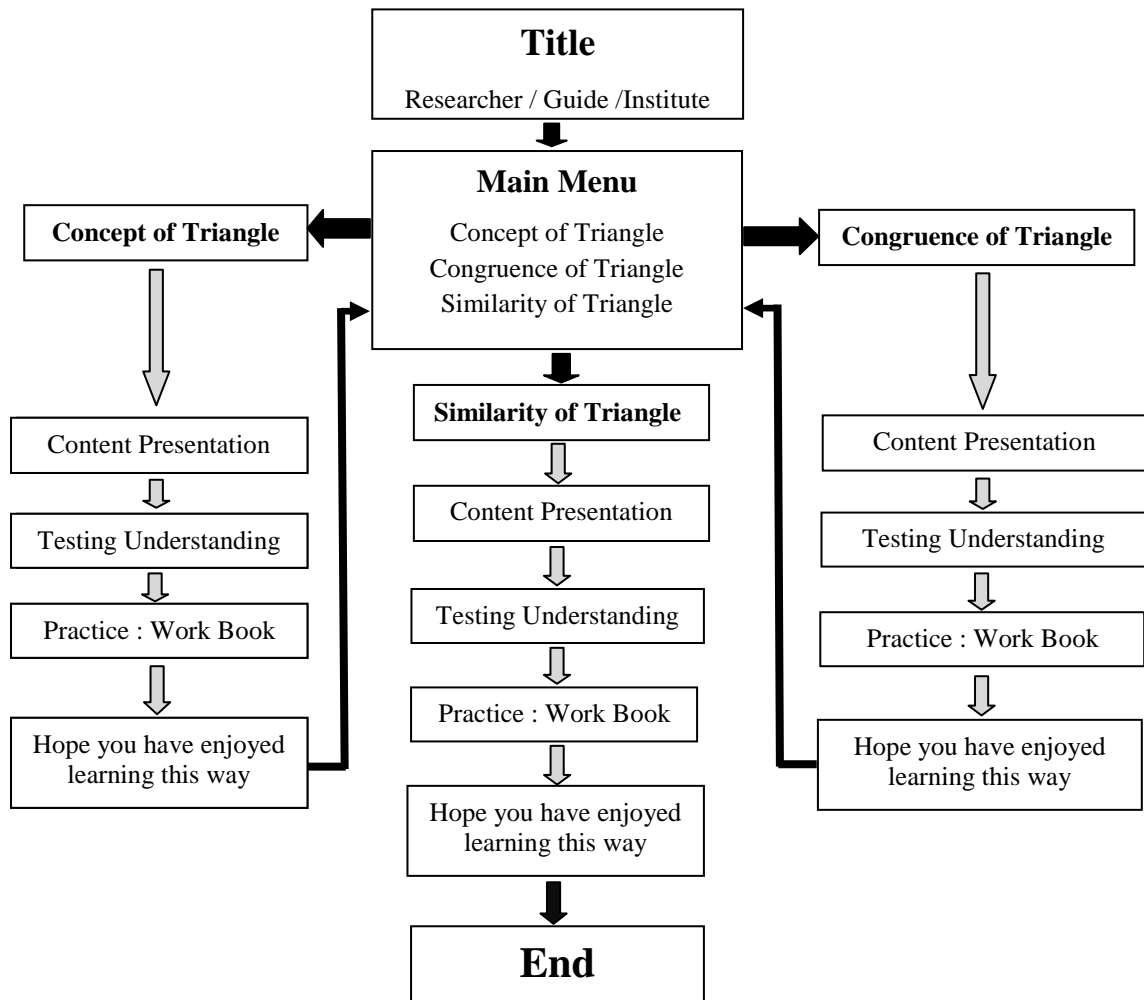 Title
Researcher / Guide /Institute
Main Menu
Concept of Triangle
Congruence of Triangle
Similarity of Triangle
Concept of Triangle
Content Presentation
Testing Understanding
Practice : Work Book
Hope you have enjoyed
learning this way
Similarity of Triangle
Content Presentation
Testing Understanding
Practice : Work Book
Hope you have enjoyed
learning this way
Congruence of Triangle
Content Presentation
Testing Understanding
Practice : Work Book
Hope you have enjoyed
learning this way
End